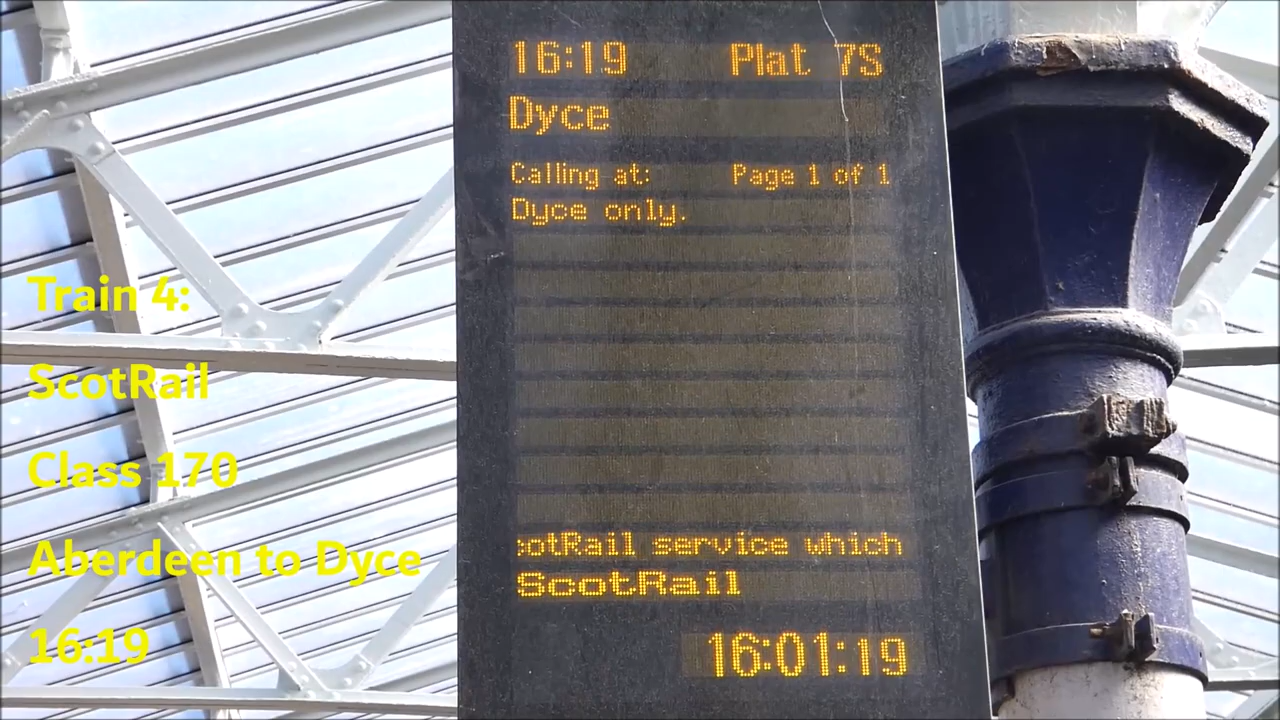 16:19 Plat 7S
Dyce
Calling at: Page 1 of 1
Dyce only.
otRail service which
ScotRail
16:01:19
Train 4:
ScotRail
Class 170
Aberdeen to Dyce
16:19